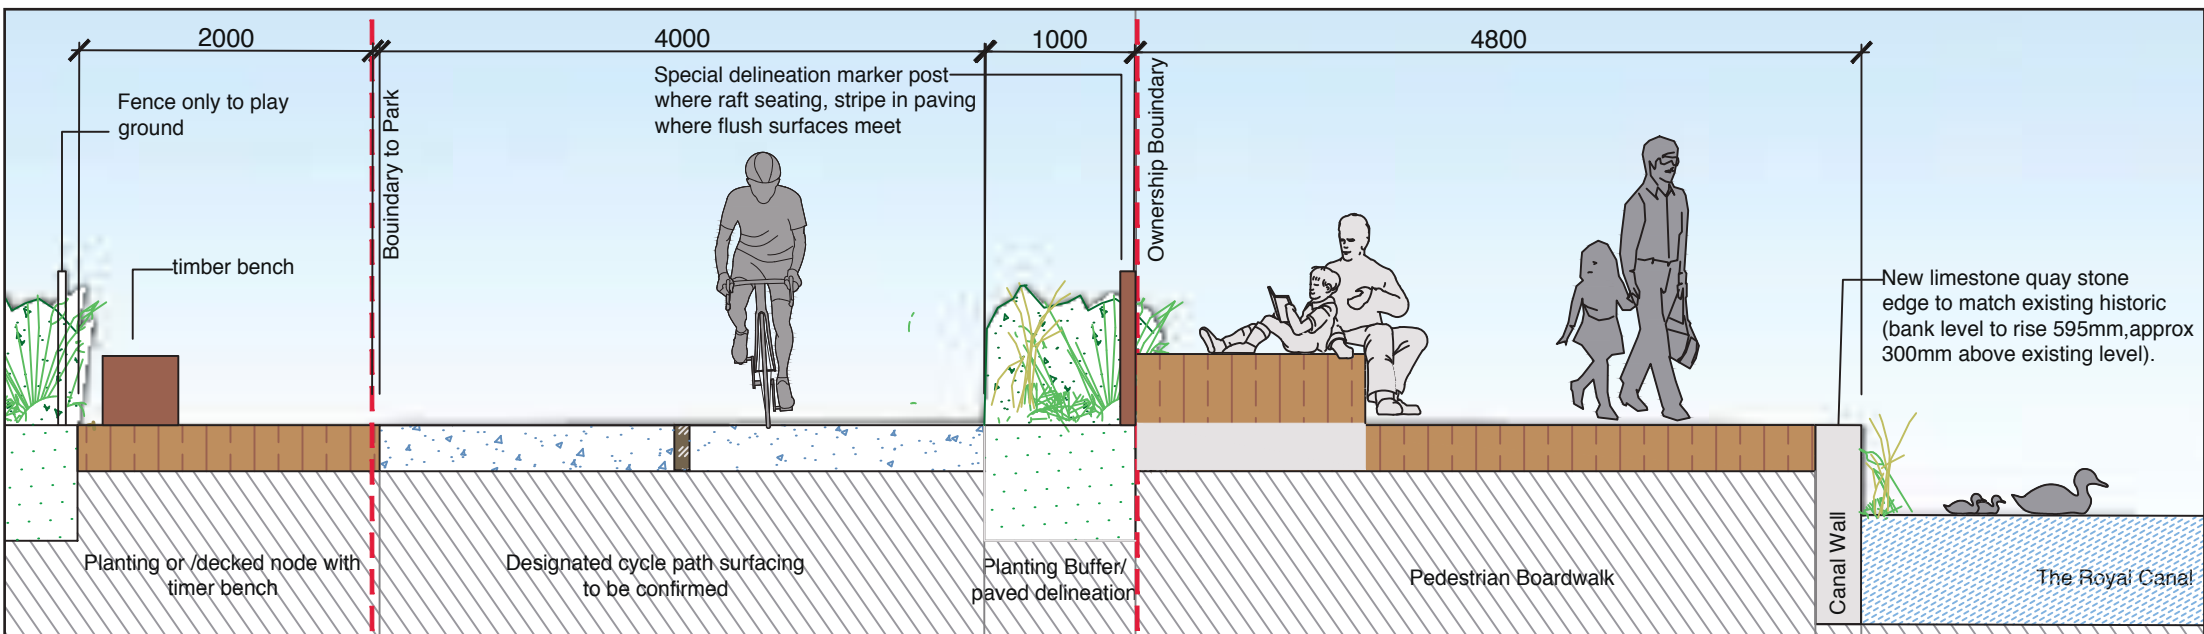 2000
4000
1000
4800
Fence only to play
ground
Bouindary to Park
Special delineation marker post
where raft seating, stripe in paving
where flush surfaces meet
Ownership Bouindary
timber bench
New limestone quay stone
edge to match existing historic
(bank level to rise 595mm,approx
300mm above existing level).
Planting or /decked node with
timer bench
Designated cycle path surfacing
to be confirmed
Planting Buffer/
paved delineation
Pedestrian Boardwalk
Canal Wall
The Royal Canal